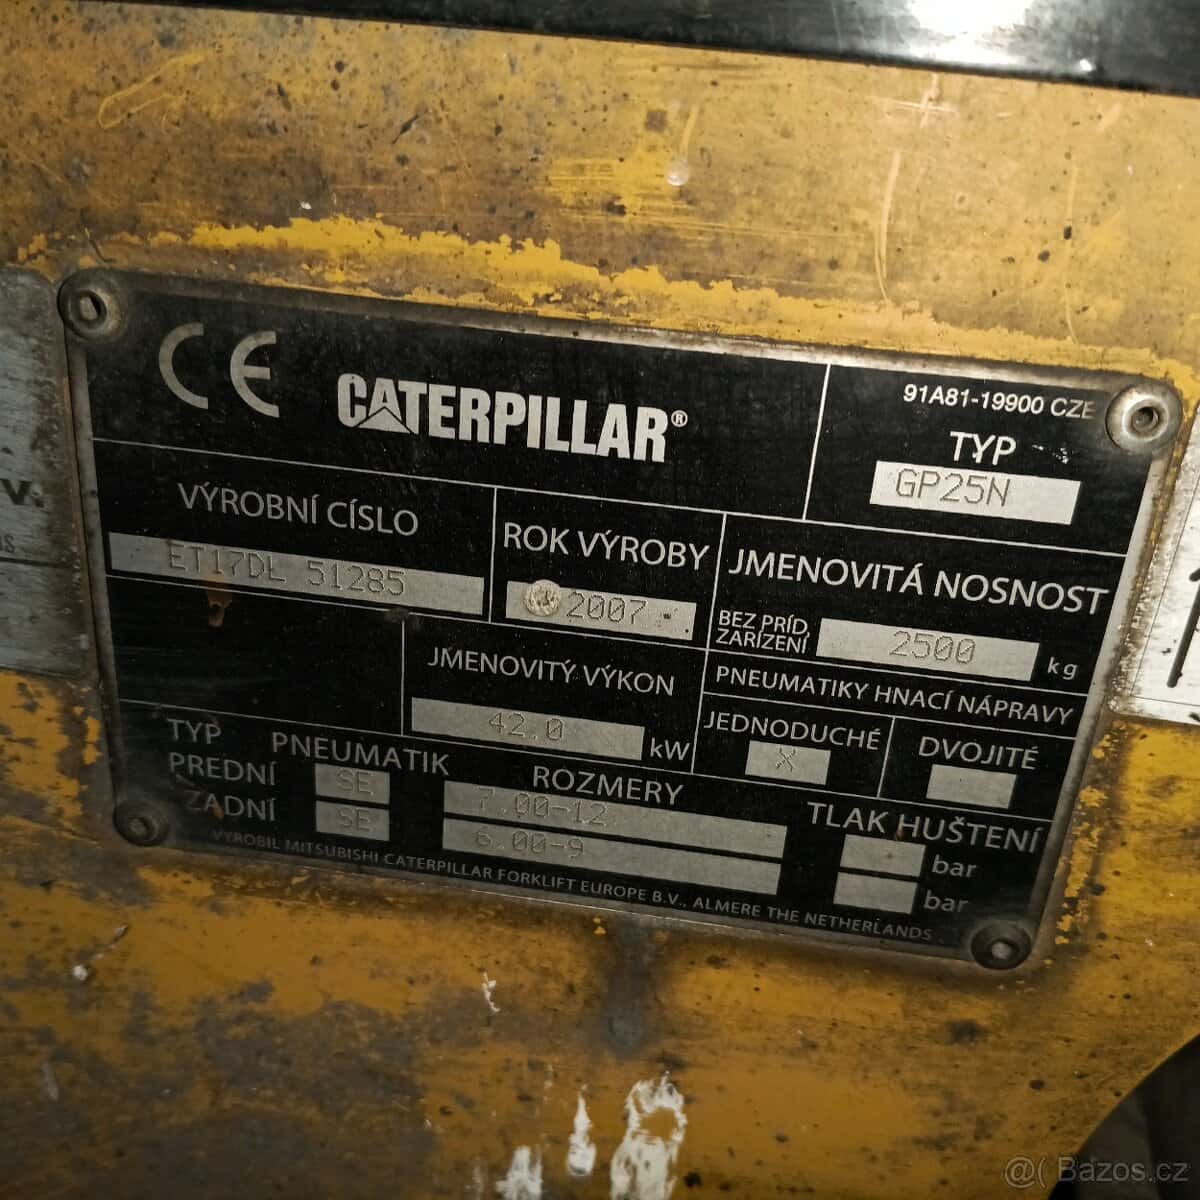 CE CATERPILLAR®
91A81-19900 CZE
TYP
GP25N
VÝROBNÍ CÍSLO
ET17DL 51285
ROK VÝROBY
2007
JMENOVITÁ NOSNOST
BEZ PRÍD.
ZARÍZENÍ
2500 kg
JMENOVITÝ VÝKON
42.0 kW
PNEUMATIKY HNACÍ NÁPRAVY
JEDNODUCHÉ
X
DVOJITÉ
TYP PNEUMATIK
ROZMERY
TLAK HUŠTENÍ
PREDNÍ SE 7.00-12 bar
ZADNÍ SE 6.00-9 bar
VYROBIL MITSUBISHI CATERPILLAR FORKLIFT EUROPE B.V., ALMERE THE NETHERLANDS
V.
@( Bazos.cz